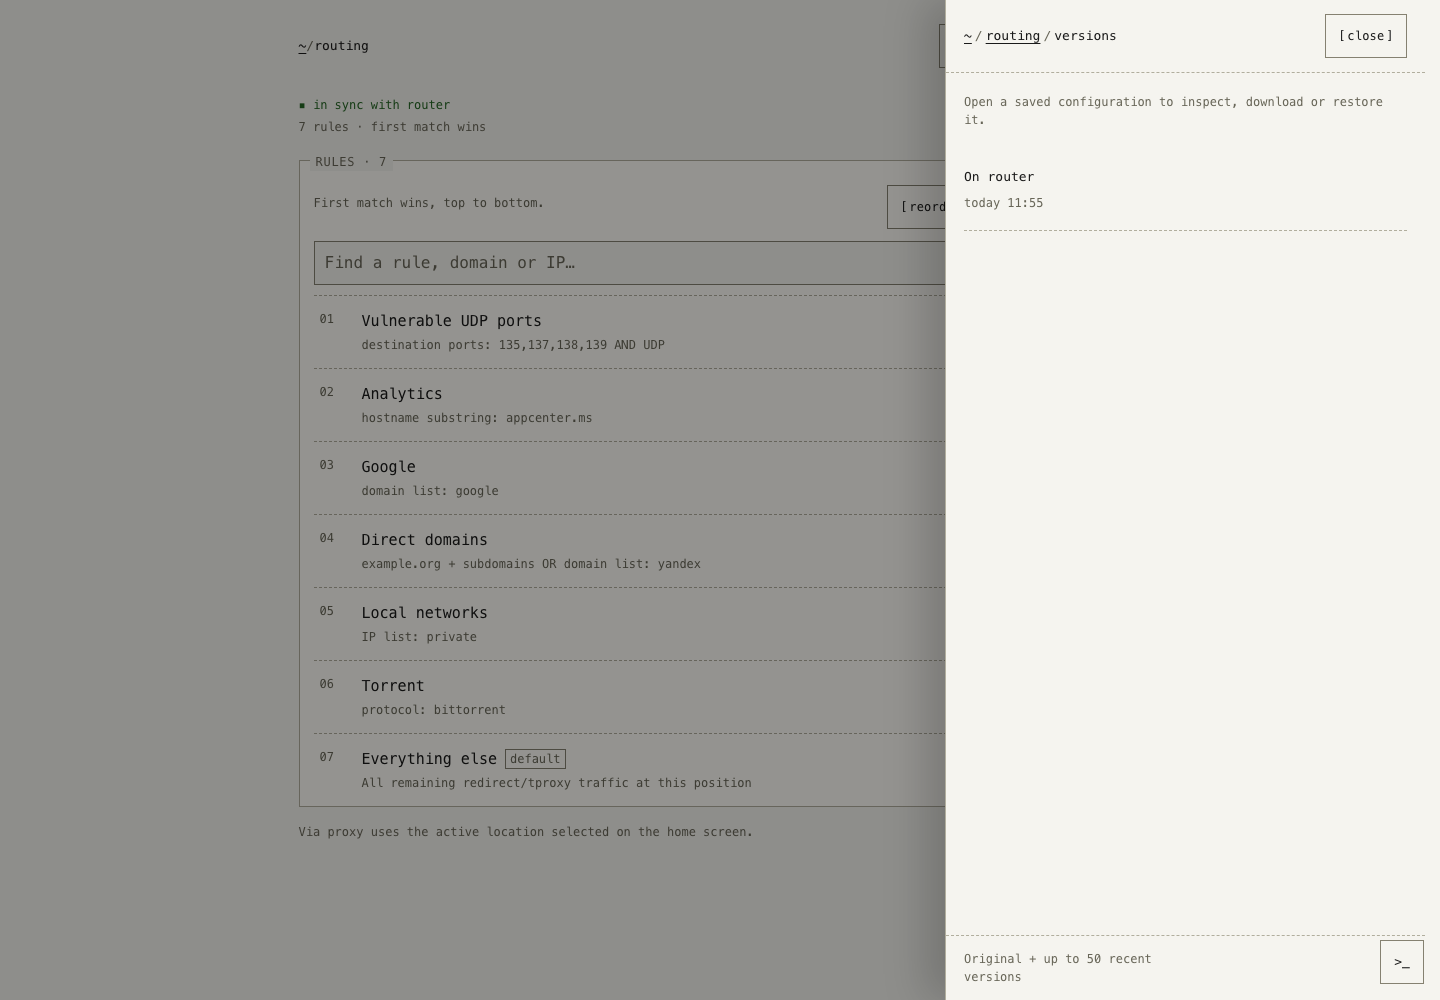 ~/routing
▪ in sync with router
7 rules · first match wins
RULES · 7
First match wins, top to bottom.
[reord
Find a rule, domain or IP…
01 Vulnerable UDP ports
destination ports: 135,137,138,139 AND UDP
02 Analytics
hostname substring: appcenter.ms
03 Google
domain list: google
04 Direct domains
example.org + subdomains OR domain list: yandex
05 Local networks
IP list: private
06 Torrent
protocol: bittorrent
07 Everything else default
All remaining redirect/tproxy traffic at this position
Via proxy uses the active location selected on the home screen.
~/routing/versions
[close]
Open a saved configuration to inspect, download or restore
it.
On router
today 11:55
Original + up to 50 recent
versions
>_